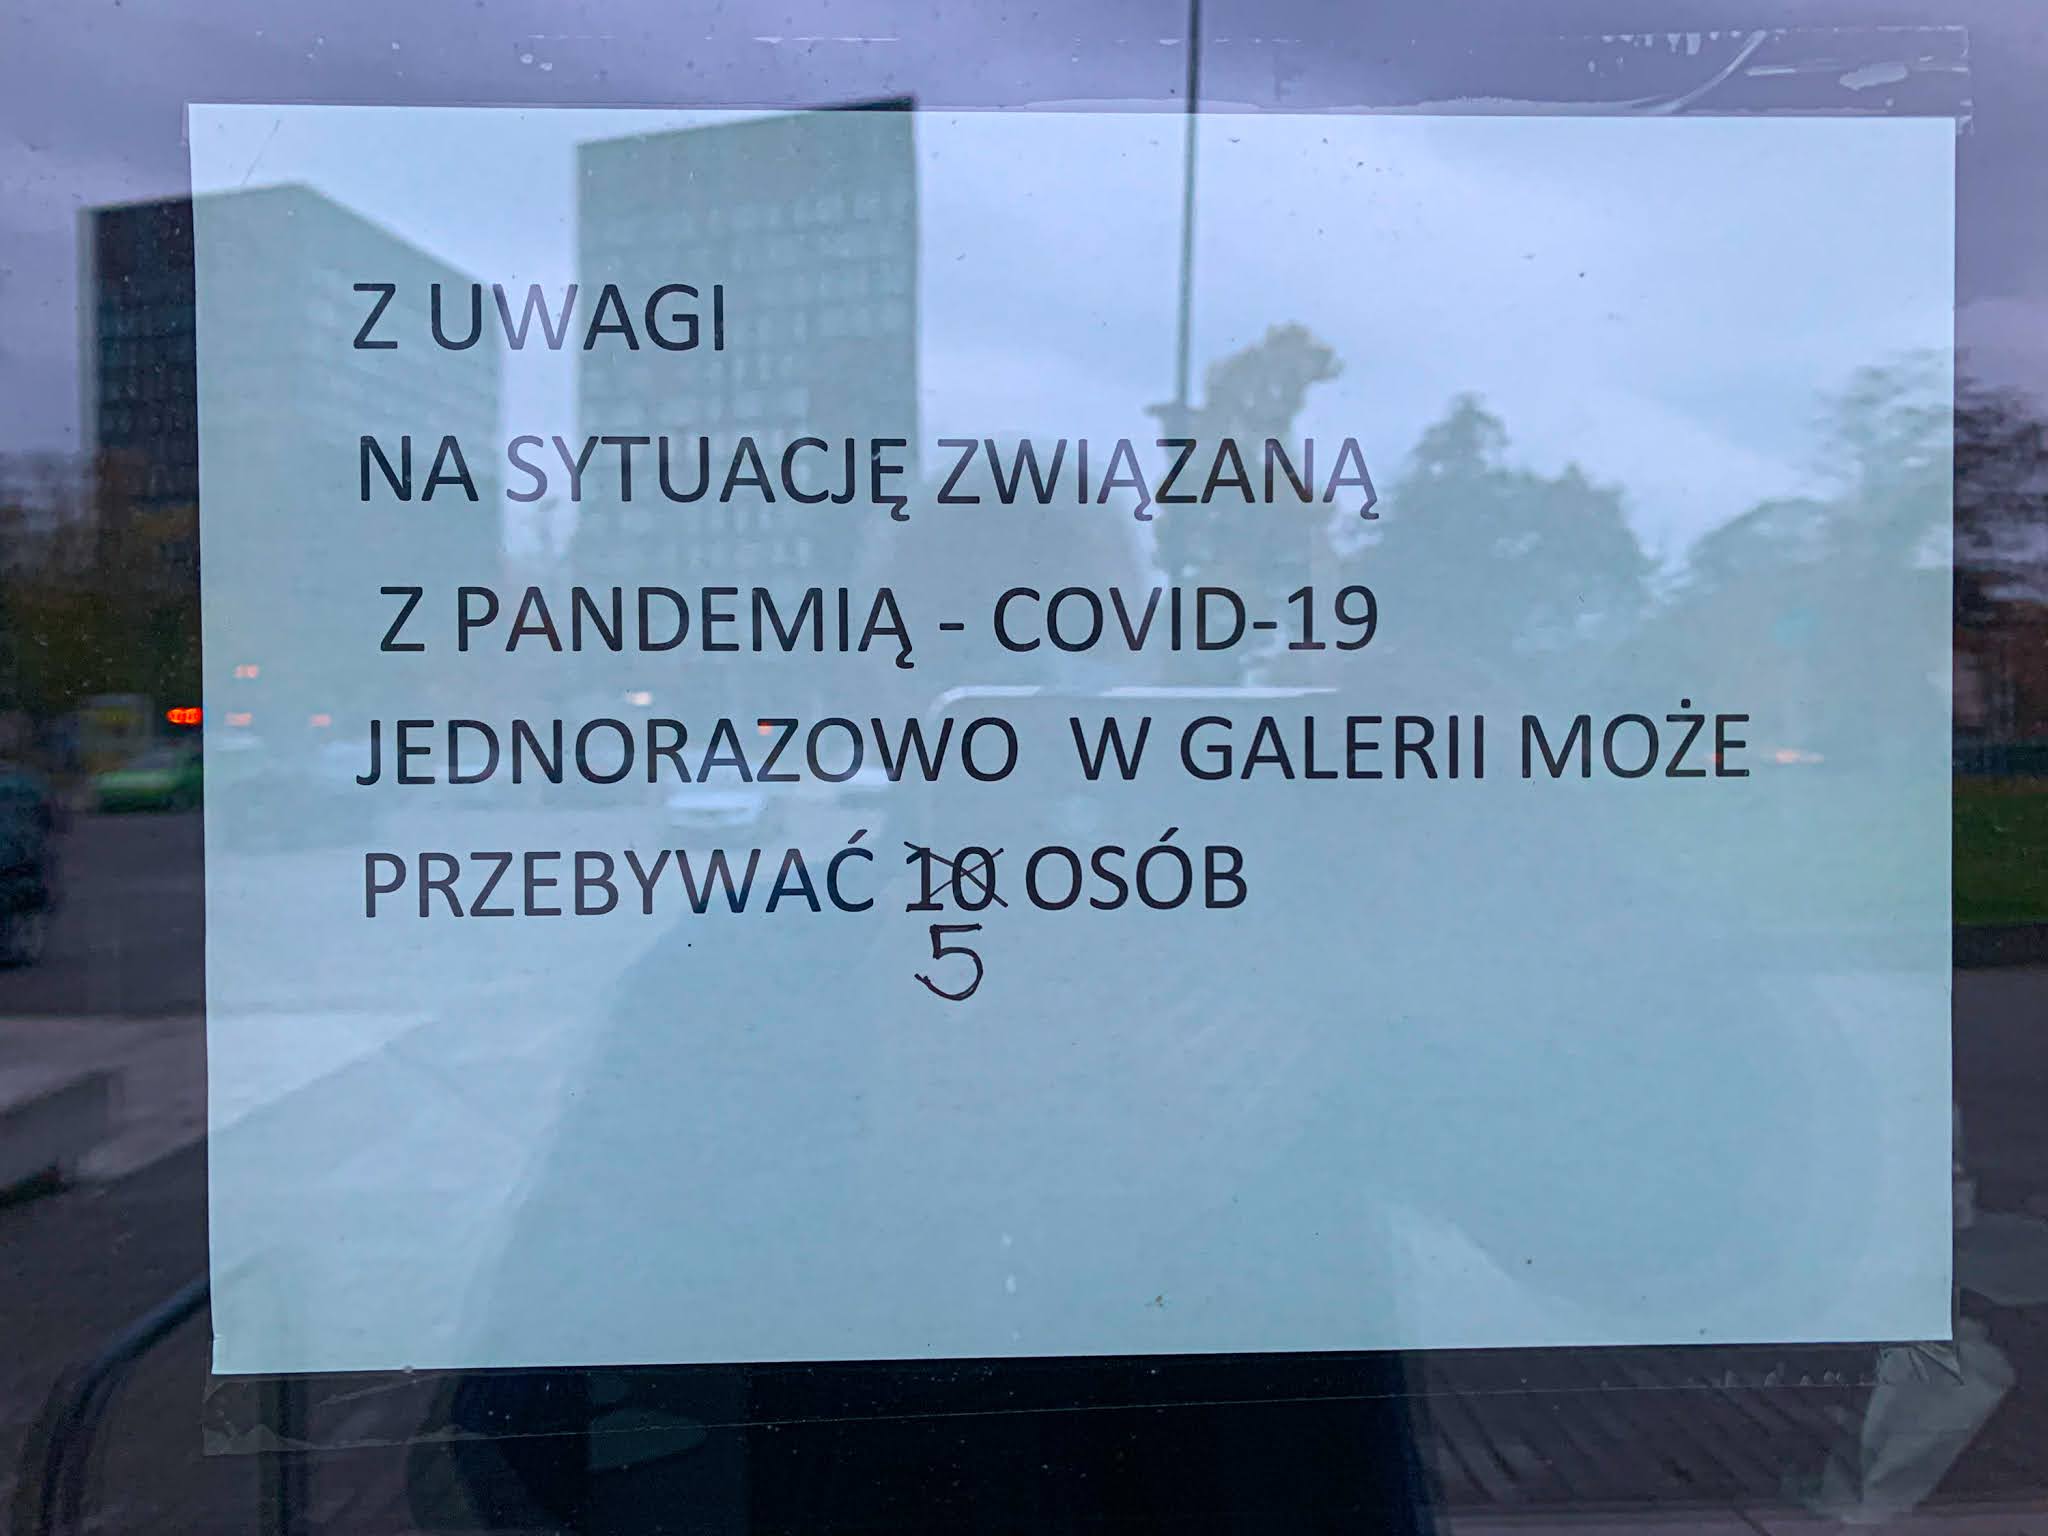 Z UWAGI
NA SYTUACJĘ ZWIĄZANĄ
Z PANDEMIĄ - COVID-19
JEDNORAZOWO W GALERII MOŻE
PRZEBYWAĆ 10 OSÓB
5